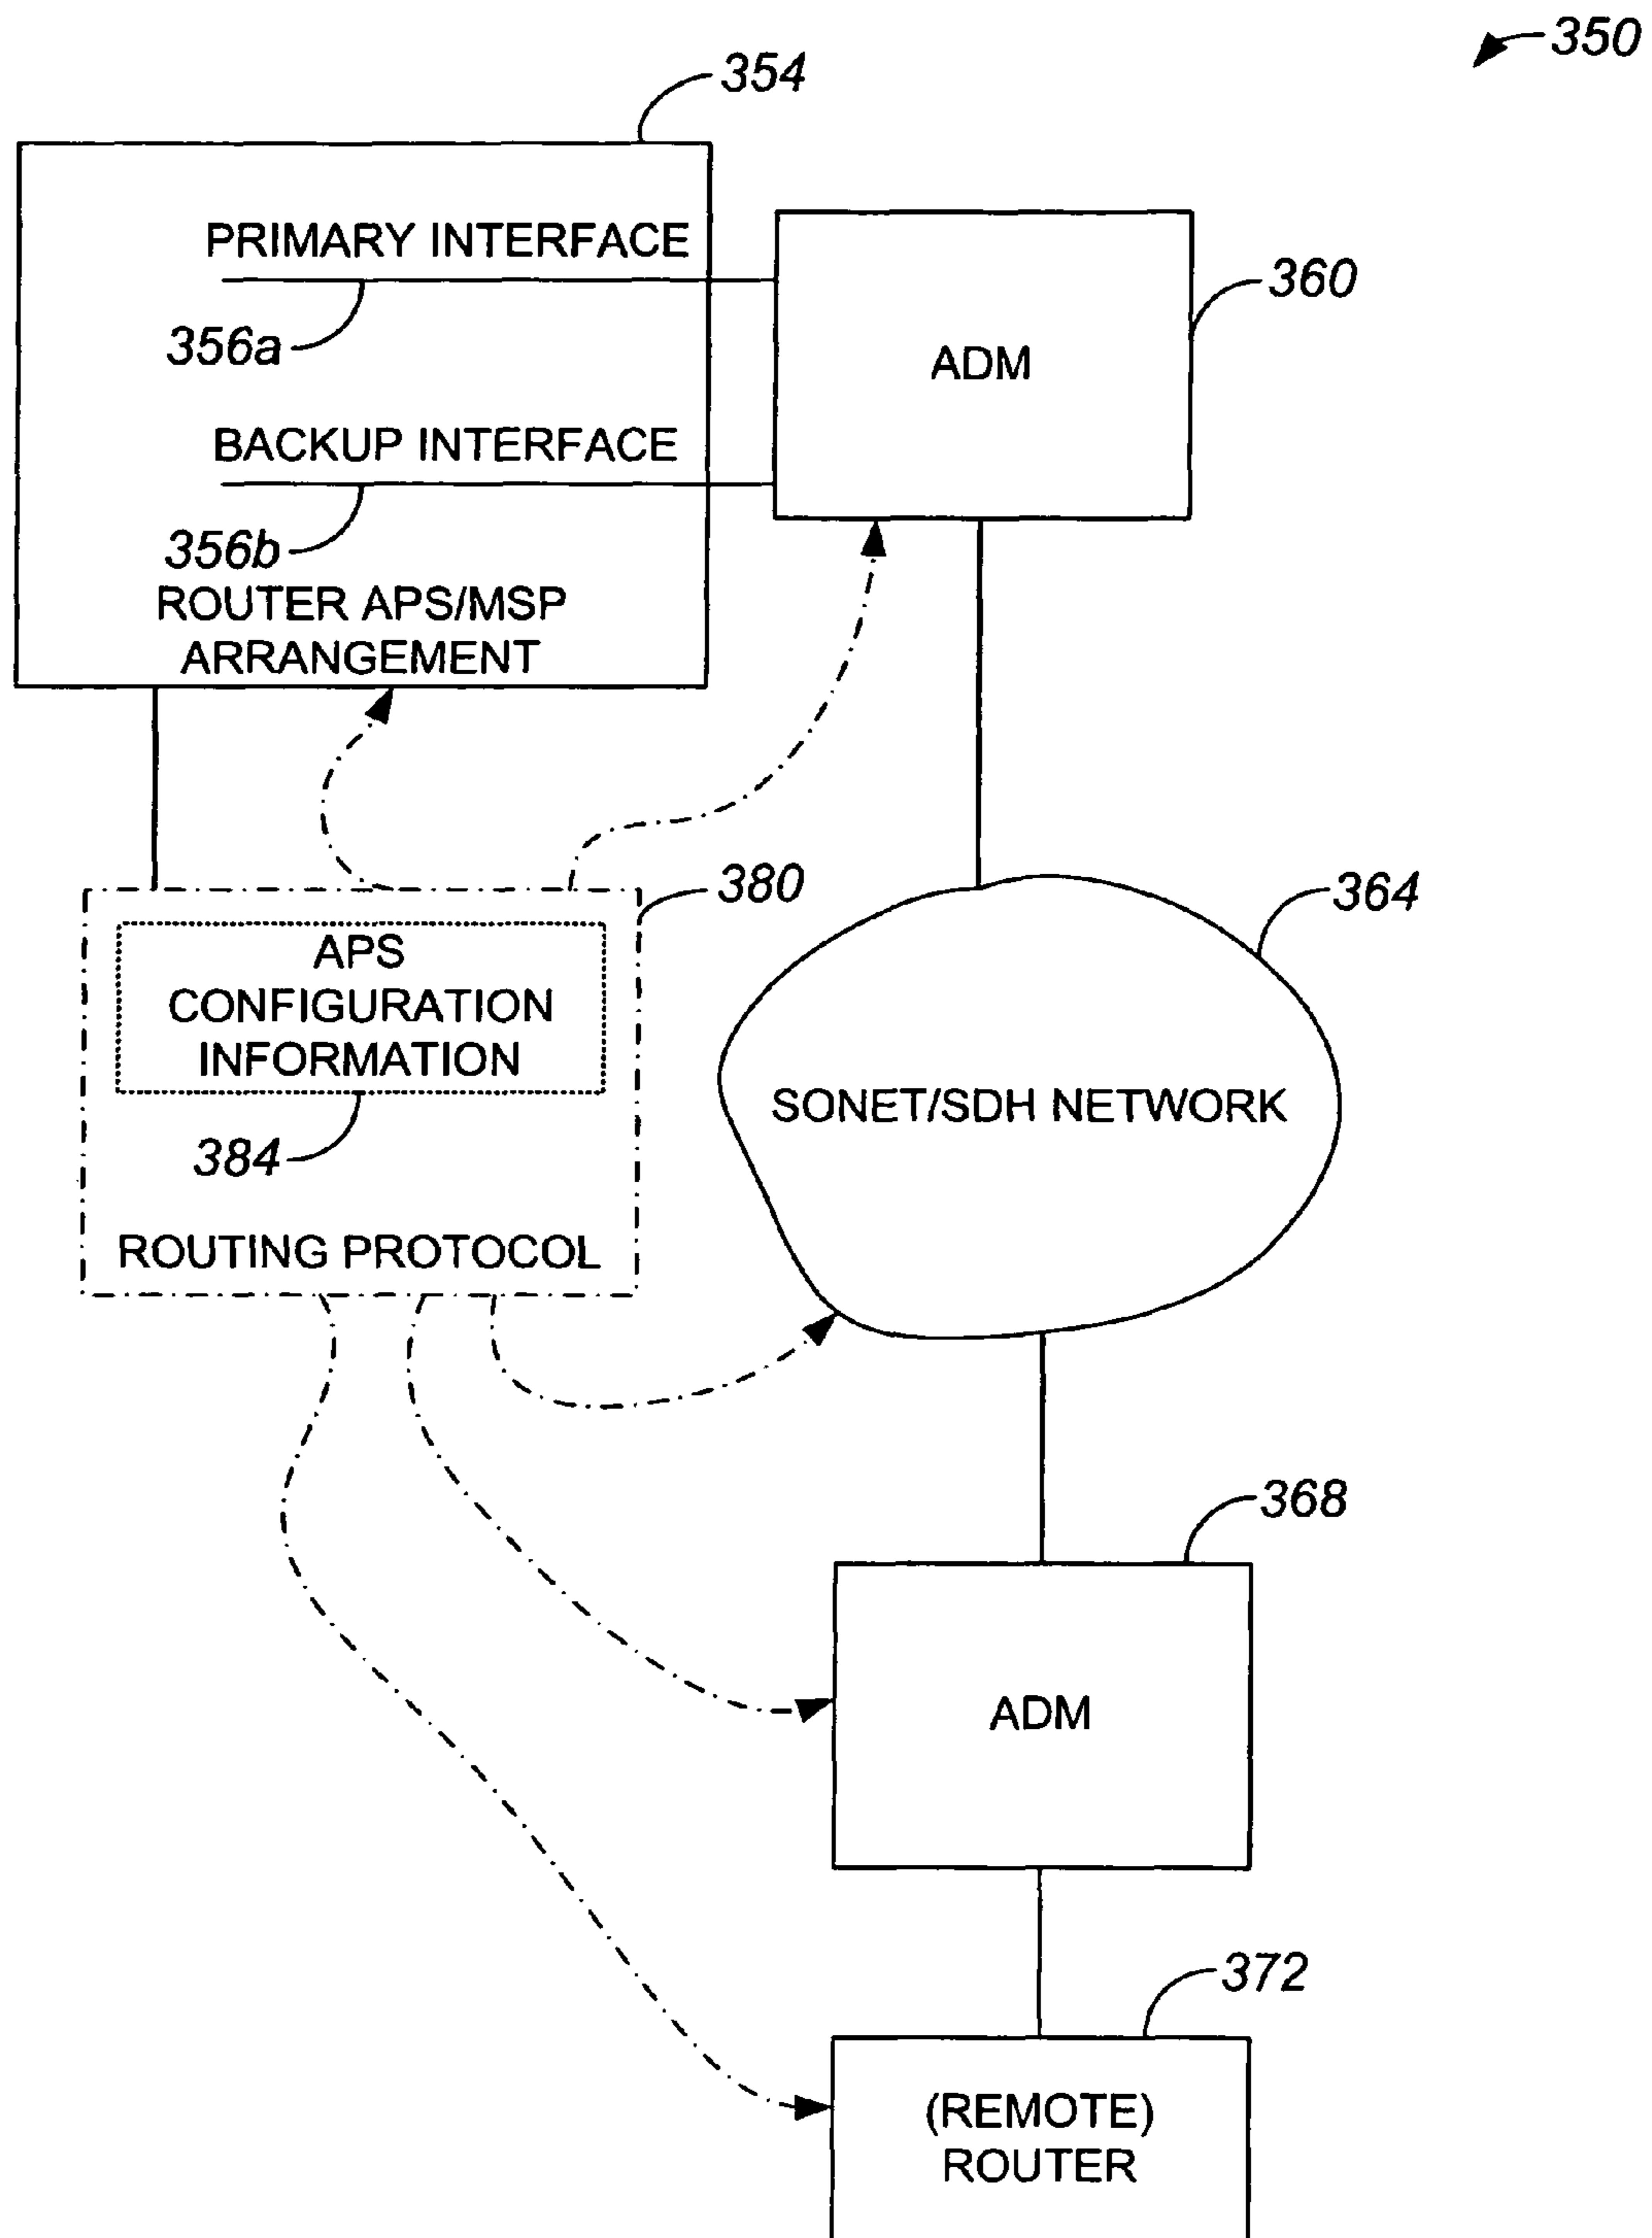 350
354
PRIMARY INTERFACE
356a
360
ADM
BACKUP INTERFACE
356b
ROUTER APS/MSP
ARRANGEMENT
380
364
APS
CONFIGURATION
INFORMATION
384
SONET/SDH NETWORK
ROUTING PROTOCOL
368
ADM
372
(REMOTE)
ROUTER